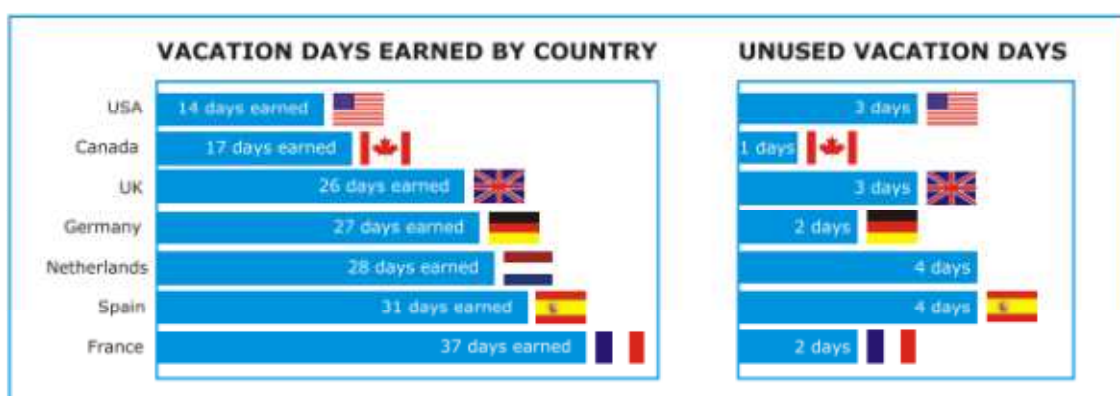 VACATION DAYS EARNED BY COUNTRY
USA 14 days earned
Canada 17 days earned
UK 26 days earned
Germany 27 days earned
Netherlands 28 days earned
Spain 31 days earned
France 37 days earned
UNUSED VACATION DAYS
3 days
1 days
3 days
2 days
4 days
4 days
2 days